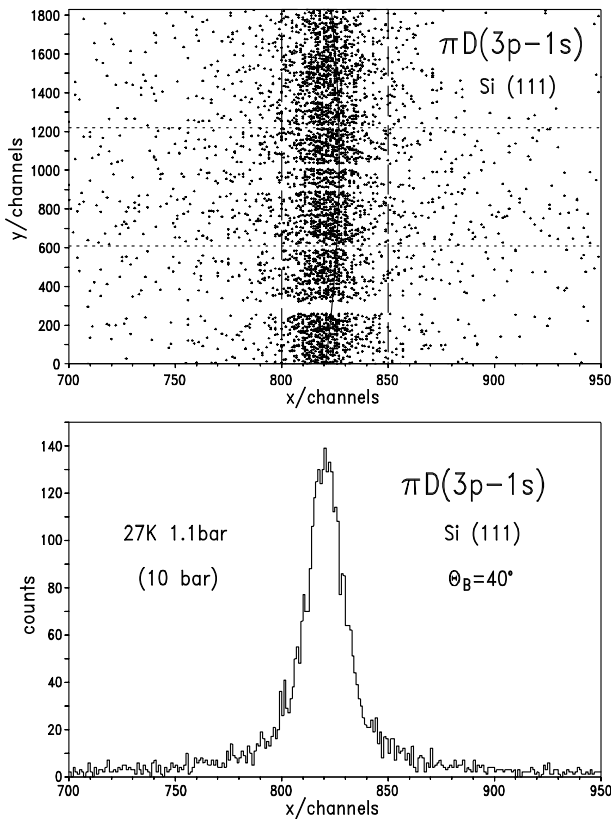 πD(3p−1s)
Si (111)
1800
1600
1400
1200
1000
800
600
400
200
0
y/channels
700 750 800 850 900 950
x/channels
140
120
100
80
60
40
20
0
counts
πD(3p−1s)
27K 1.1bar
Si (111)
(10 bar)
Θ_B=40°
700 750 800 850 900 950
x/channels